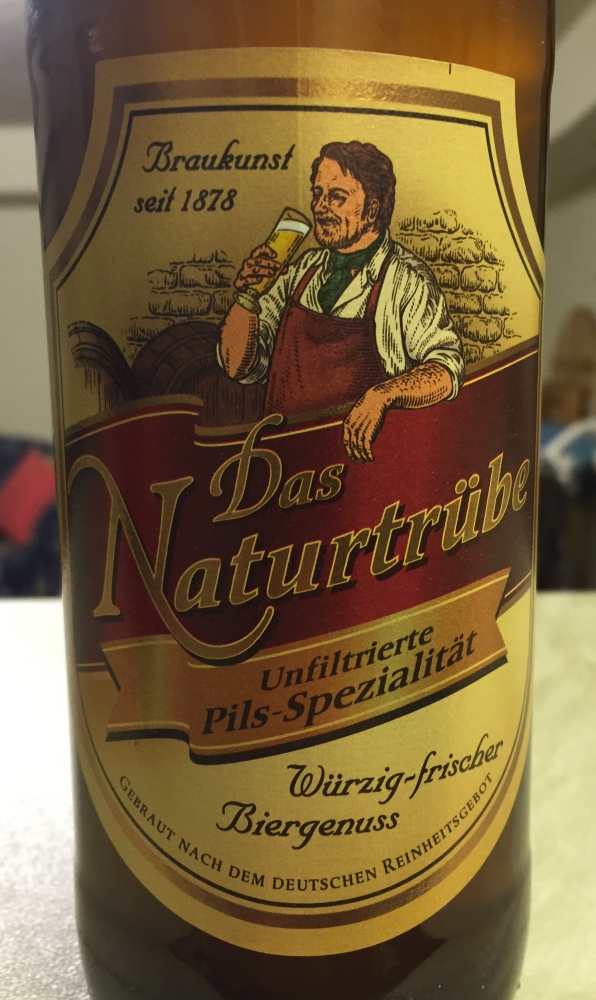 Braukunst
seit 1878
Das
Naturtrübe
Unfiltrierte
Pils-Spezialität
Würzig-frischer
Biergenuss
GEBRAUT NACH DEM DEUTSCHEN REINHEITSGEBOT